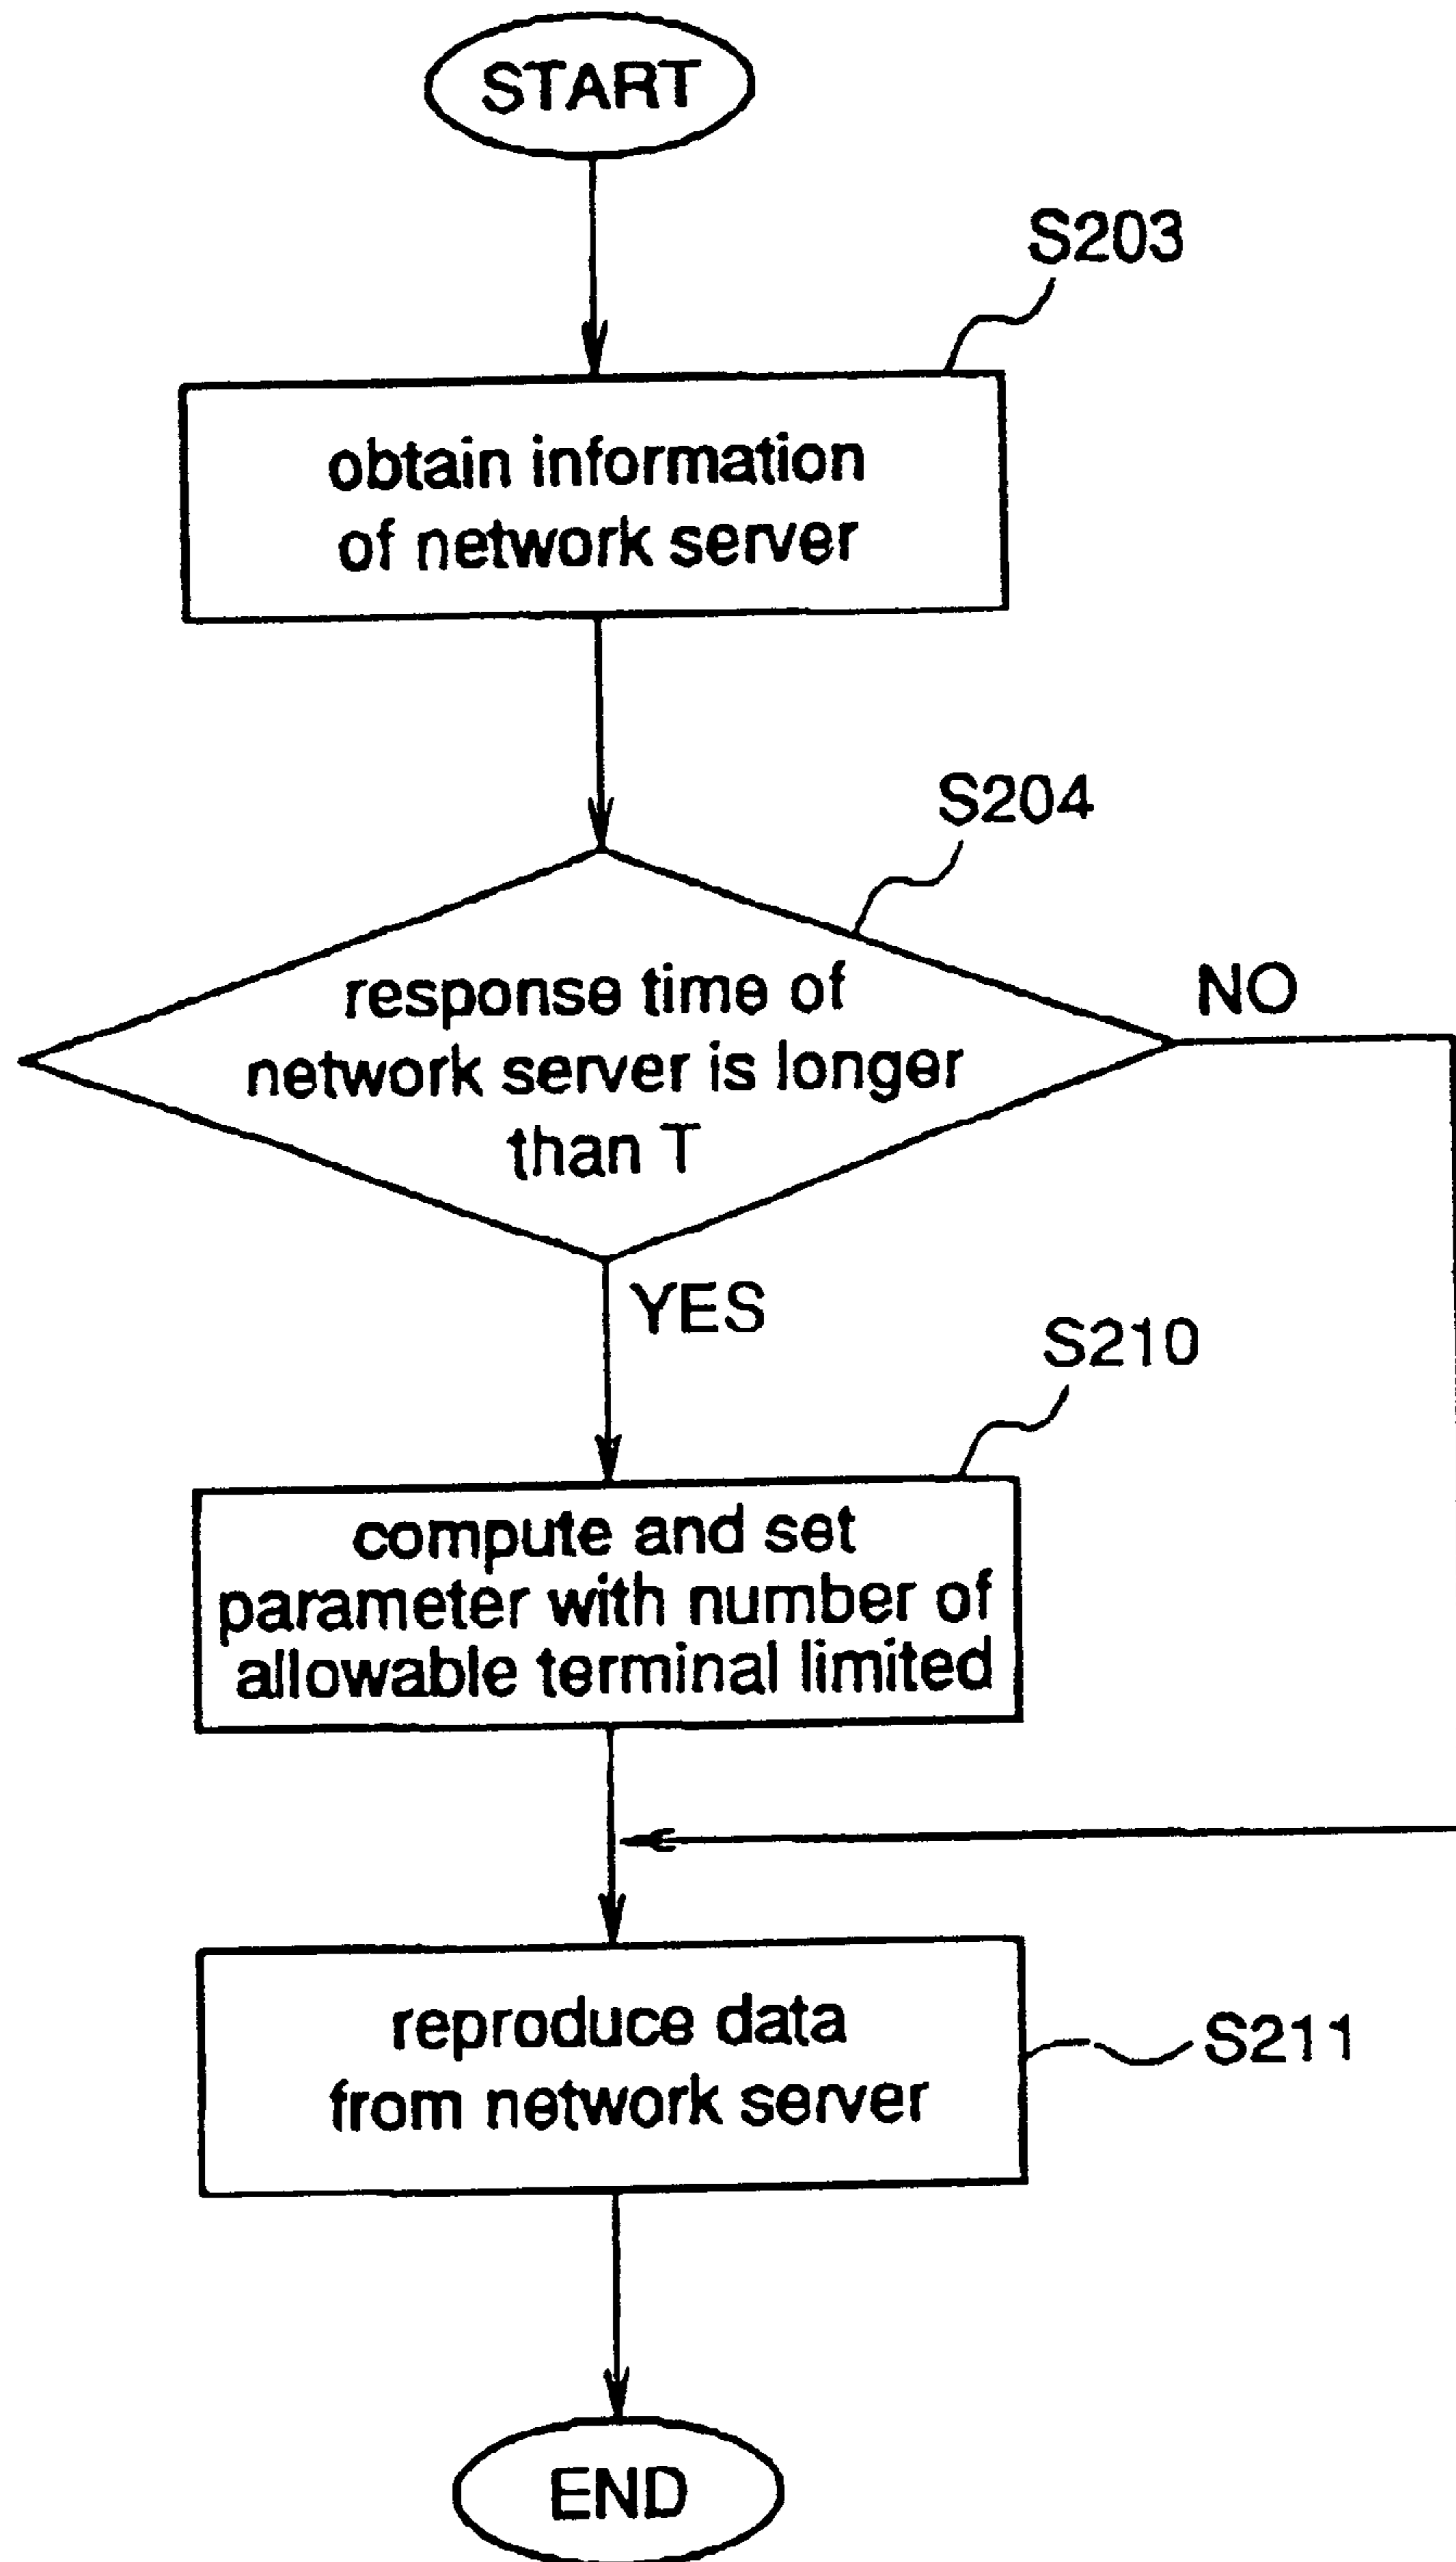 START
S203
obtain information
of network server
S204
response time of
network server is longer
than T
NO
YES
S210
compute and set
parameter with number of
allowable terminal limited
reproduce data
from network server
S211
END